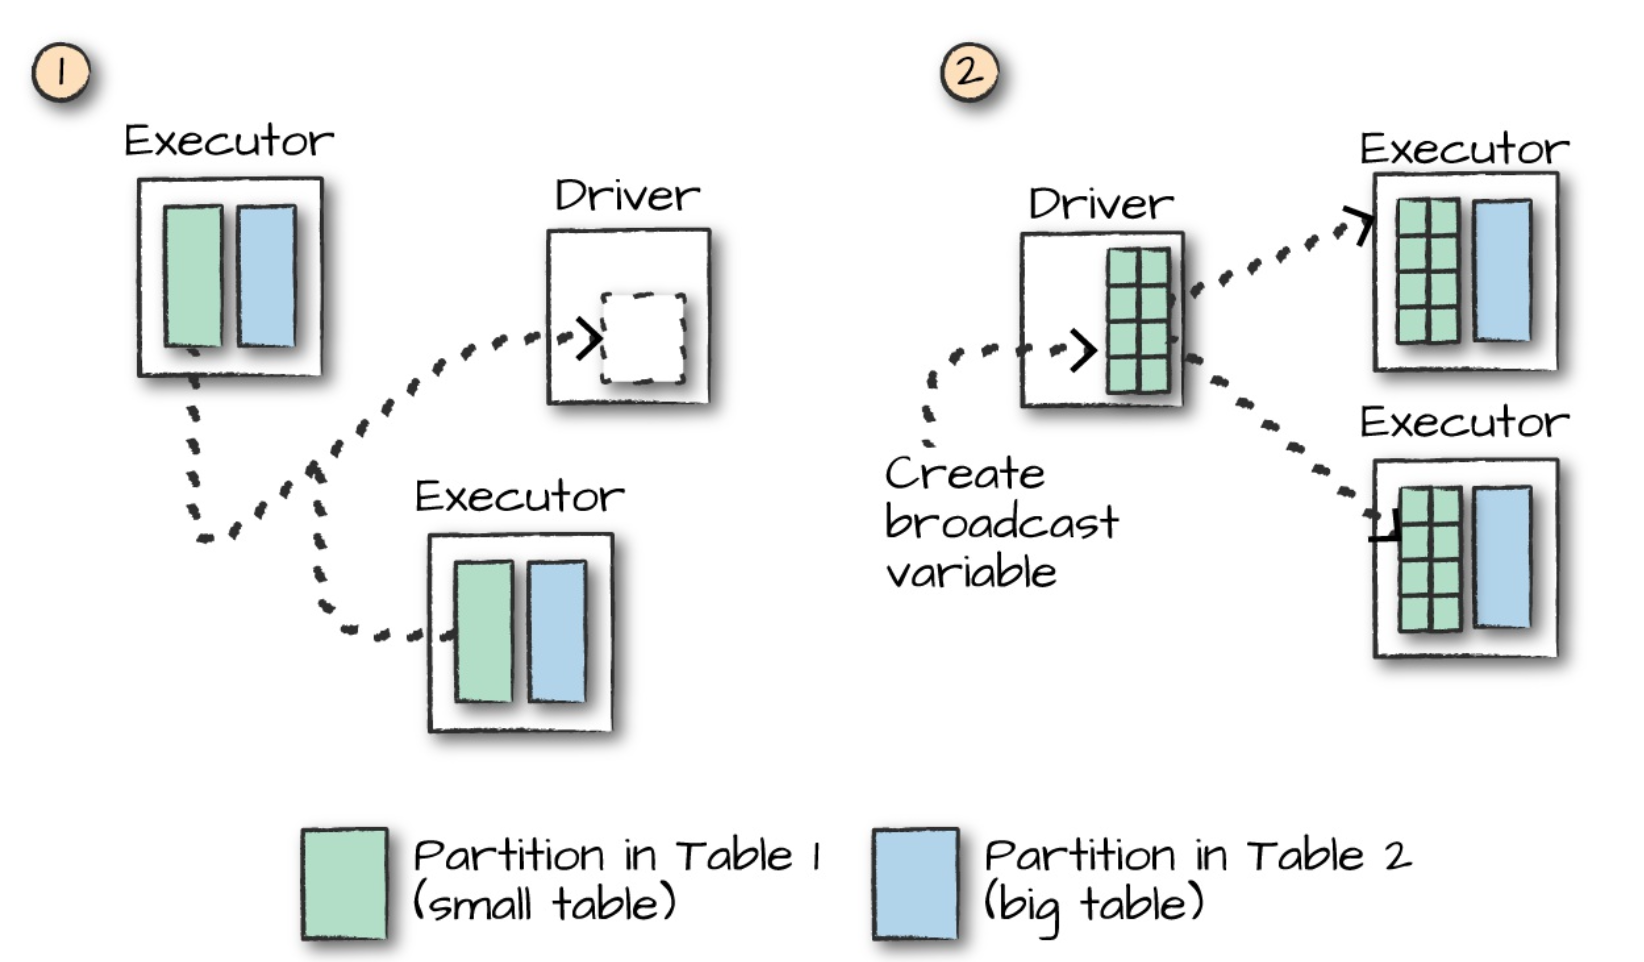 1
Executor
Driver
Executor
2
Driver
Executor
Executor
Create
broadcast
variable
Partition in Table 1
(small table)
Partition in Table 2
(big table)